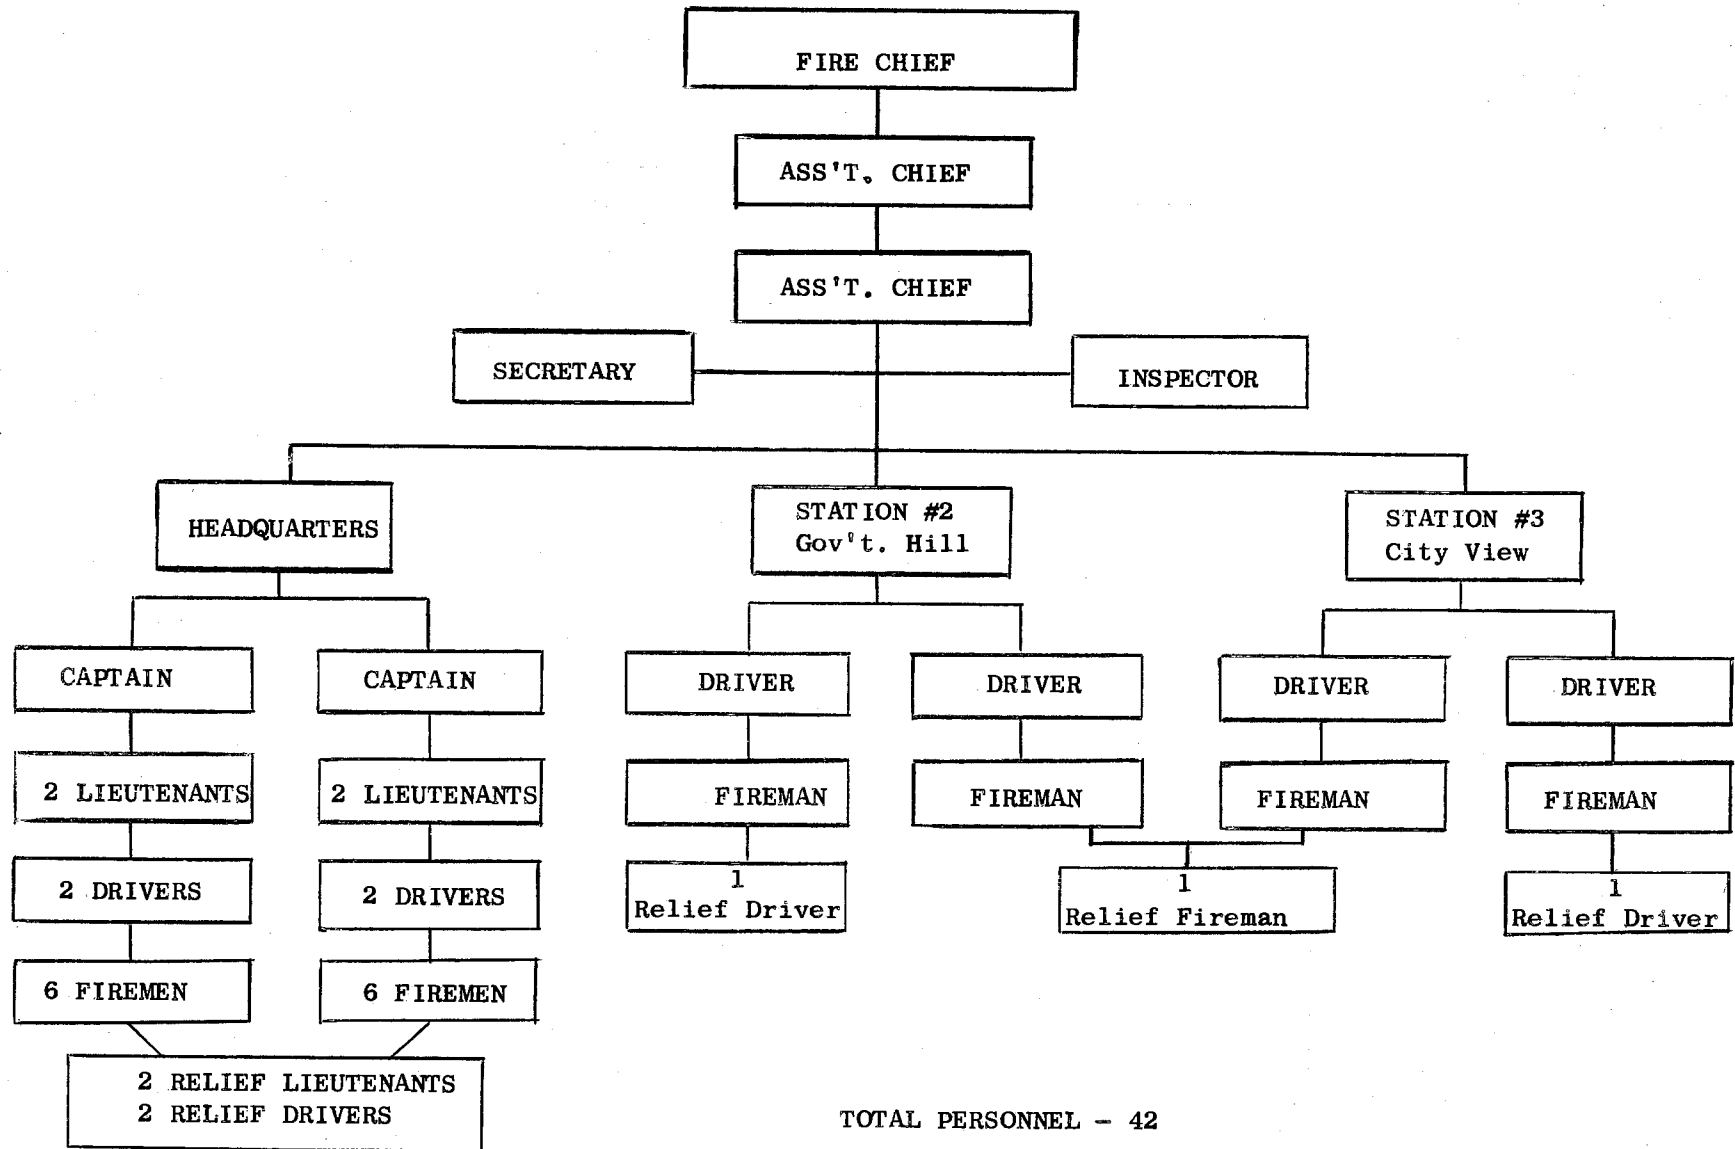 FIRE CHIEF
ASS'T. CHIEF
ASS'T. CHIEF
SECRETARY
INSPECTOR
HEADQUARTERS
STATION #2
Gov't. Hill
STATION #3
City View
CAPTAIN
CAPTAIN
DRIVER
DRIVER
DRIVER
DRIVER
2 LIEUTENANTS
2 LIEUTENANTS
FIREMAN
FIREMAN
FIREMAN
FIREMAN
2 DRIVERS
2 DRIVERS
1
Relief Driver
1
Relief Fireman
1
Relief Driver
6 FIREMEN
6 FIREMEN
2 RELIEF LIEUTENANTS
2 RELIEF DRIVERS
TOTAL PERSONNEL - 42